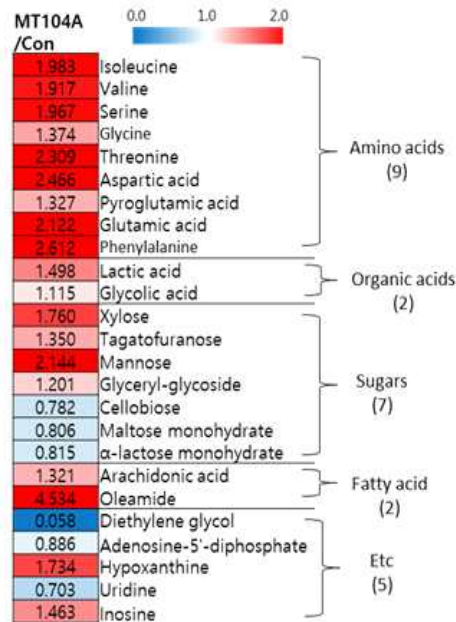 MT104A
/Con
0.0 1.0 2.0
1.983 Isoleucine
1.917 Valine
1.967 Serine
1.374 Glycine
2.309 Threonine
2.466 Aspartic acid
1.327 Pyroglutamic acid
2.122 Glutamic acid
2.612 Phenylalanine
Amino acids
(9)
1.498 Lactic acid
1.115 Glycolic acid
Organic acids
(2)
1.760 Xylose
1.350 Tagatofuranose
2.144 Mannose
1.201 Glyceryl-glycoside
0.782 Cellobiose
0.806 Maltose monohydrate
0.815 α-lactose monohydrate
Sugars
(7)
1.321 Arachidonic acid
4.534 Oleamide
Fatty acid
(2)
0.058 Diethylene glycol
0.886 Adenosine-5'-diphosphate
1.734 Hypoxanthine
0.703 Uridine
1.463 Inosine
Etc
(5)